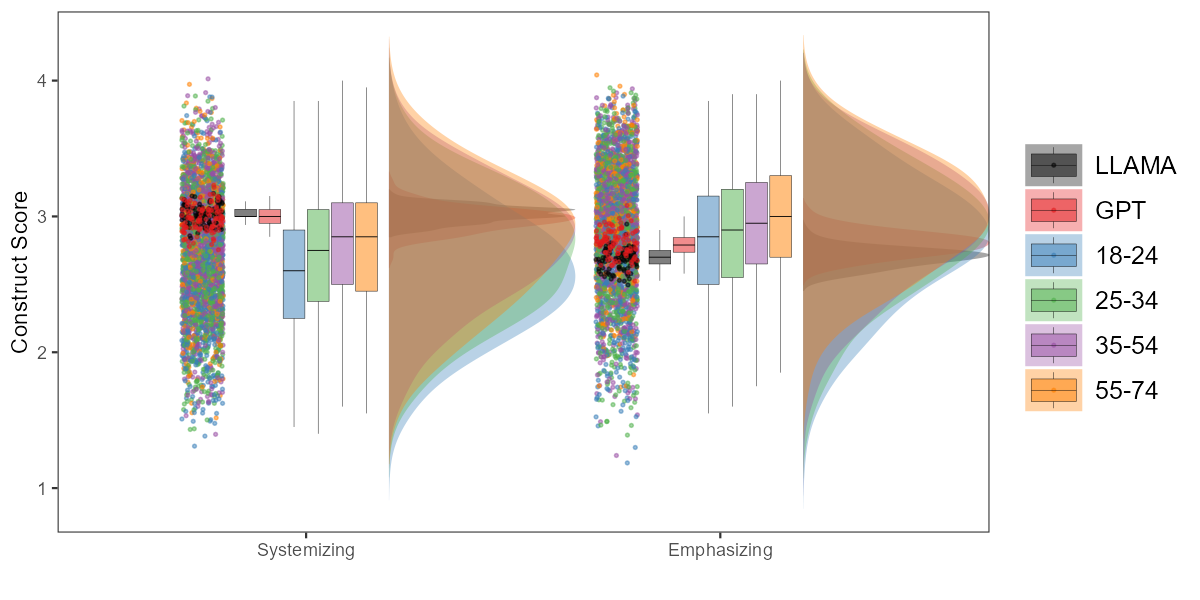 Construct Score
4
3
2
1
Systemizing
Emphasizing
LLAMA
GPT
18-24
25-34
35-54
55-74